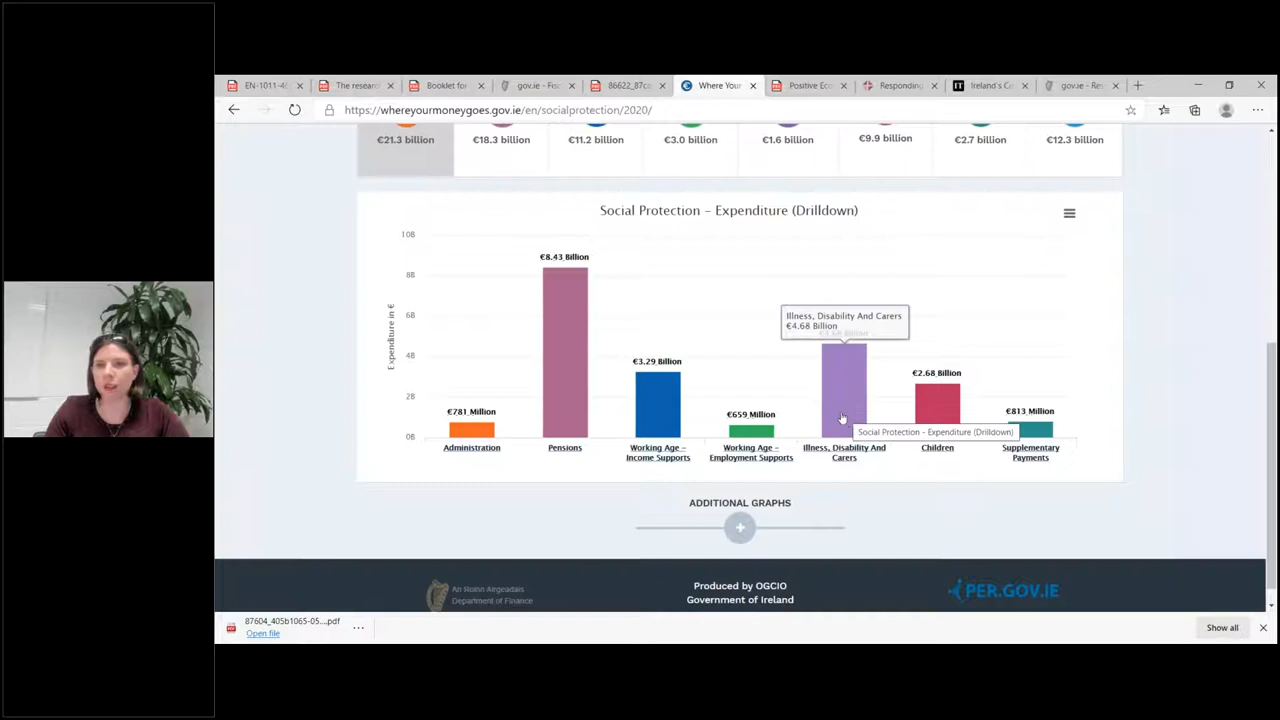 EN-1011-4
The resear
Booklet for
gov.ie - Fisc
86622_87c
Where Your
Positive Eco
Responding
Ireland's C
gov.ie - Res
https://whereyourmoneygoes.gov.ie/en/socialprotection/2020/
€21.3 billion
€18.3 billion
€11.2 billion
€3.0 billion
€1.6 billion
€9.9 billion
€2.7 billion
€12.3 billion
Social Protection – Expenditure (Drilldown)
Expenditure in €
10B
8B
6B
4B
2B
0B
€781 Million
€8.43 Billion
€3.29 Billion
€659 Million
Illness, Disability And Carers
€4.68 Billion
€2.68 Billion
€813 Million
Social Protection - Expenditure (Drilldown)
Administration
Pensions
Working Age –
Income Supports
Working Age –
Employment Supports
Illness, Disability And
Carers
Children
Supplementary
Payments
ADDITIONAL GRAPHS
An Roinn Airgeadais
Department of Finance
Produced by OGCIO
Government of Ireland
PER.GOV.IE
87604_405b1065-05....pdf
Open file
Show all